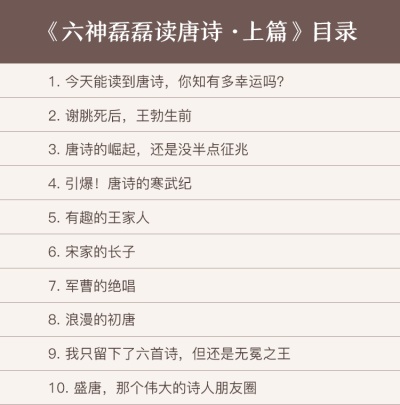 《六神磊磊读唐诗·上篇》目录
1. 今天能读到唐诗，你知有多幸运吗?
2. 谢朓死后，王勃生前
3. 唐诗的崛起，还是没半点征兆
4. 引爆！唐诗的寒武纪
5. 有趣的王家人
6. 宋家的长子
7. 军曹的绝唱
8. 浪漫的初唐
9. 我只留下了六首诗，但还是无冕之王
10. 盛唐，那个伟大的诗人朋友圈